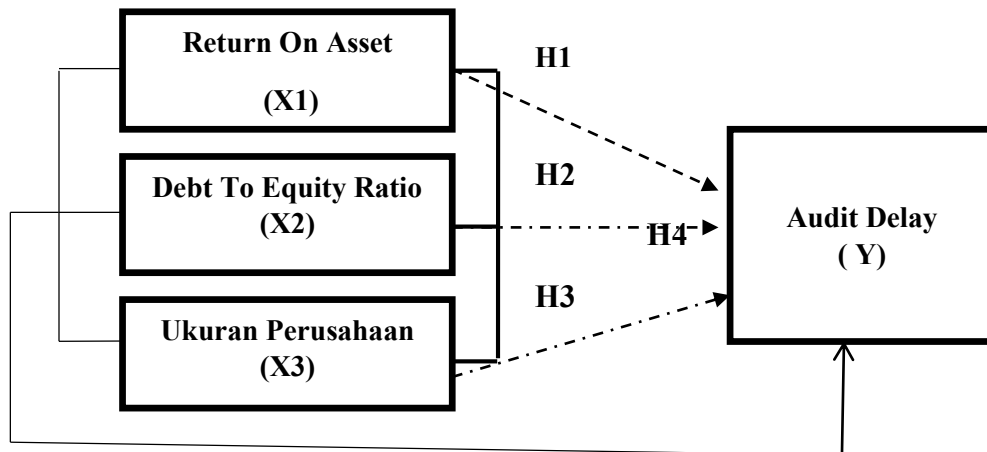 Return On Asset
(X1)
H1
Debt To Equity Ratio
(X2)
H2
H4
Audit Delay
( Y)
H3
Ukuran Perusahaan
(X3)